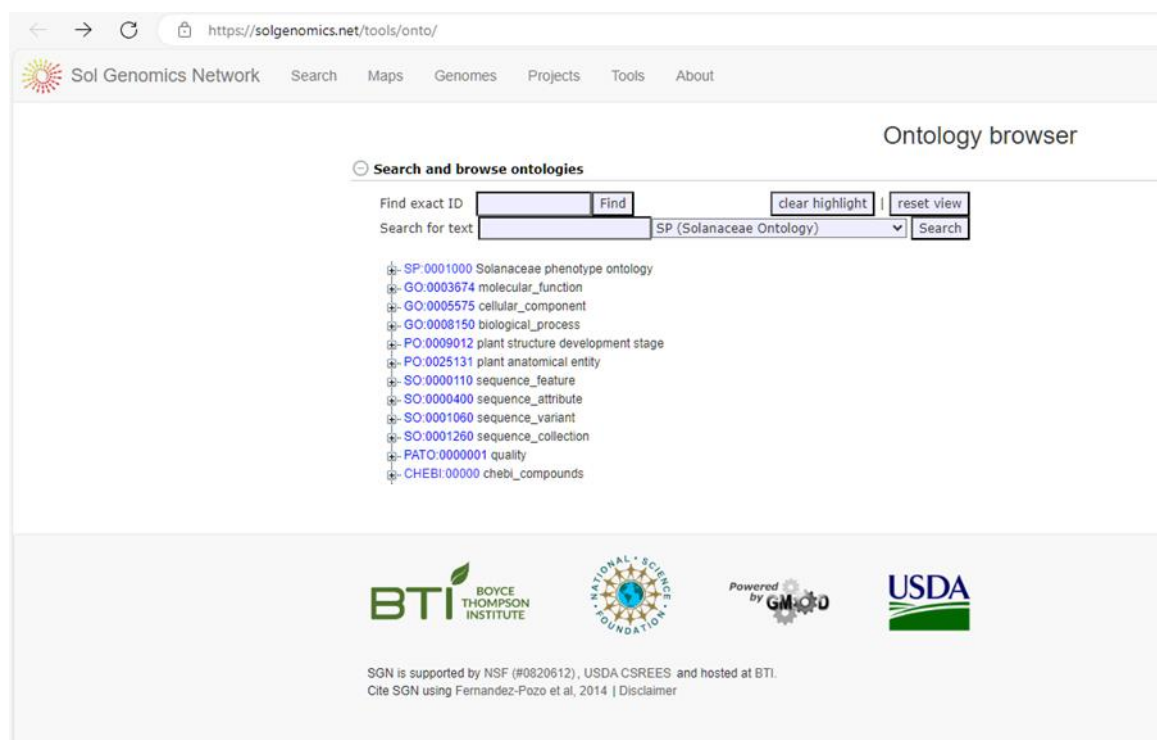 https://solgenomics.net/tools/onto/
Sol Genomics Network Search Maps Genomes Projects Tools About
Ontology browser
Search and browse ontologies
Find exact ID Find clear highlight | reset view
Search for text SP (Solanaceae Ontology) Search
SP:0001000 Solanaceae phenotype ontology
GO:0003674 molecular_function
GO:0005575 cellular_component
GO:0008150 biological_process
PO:0009012 plant structure development stage
PO:0025131 plant anatomical entity
SO:0000110 sequence_feature
SO:0000400 sequence_attribute
SO:0001060 sequence_variant
SO:0001260 sequence_collection
PATO:0000001 quality
CHEBI:00000 chebi_compounds
BTI BOYCE THOMPSON INSTITUTE
NATIONAL SCIENCE FOUNDATION
Powered by GMOD
USDA
SGN is supported by NSF (#0820612), USDA CSREES and hosted at BTI.
Cite SGN using Fernandez-Pozo et al, 2014 | Disclaimer